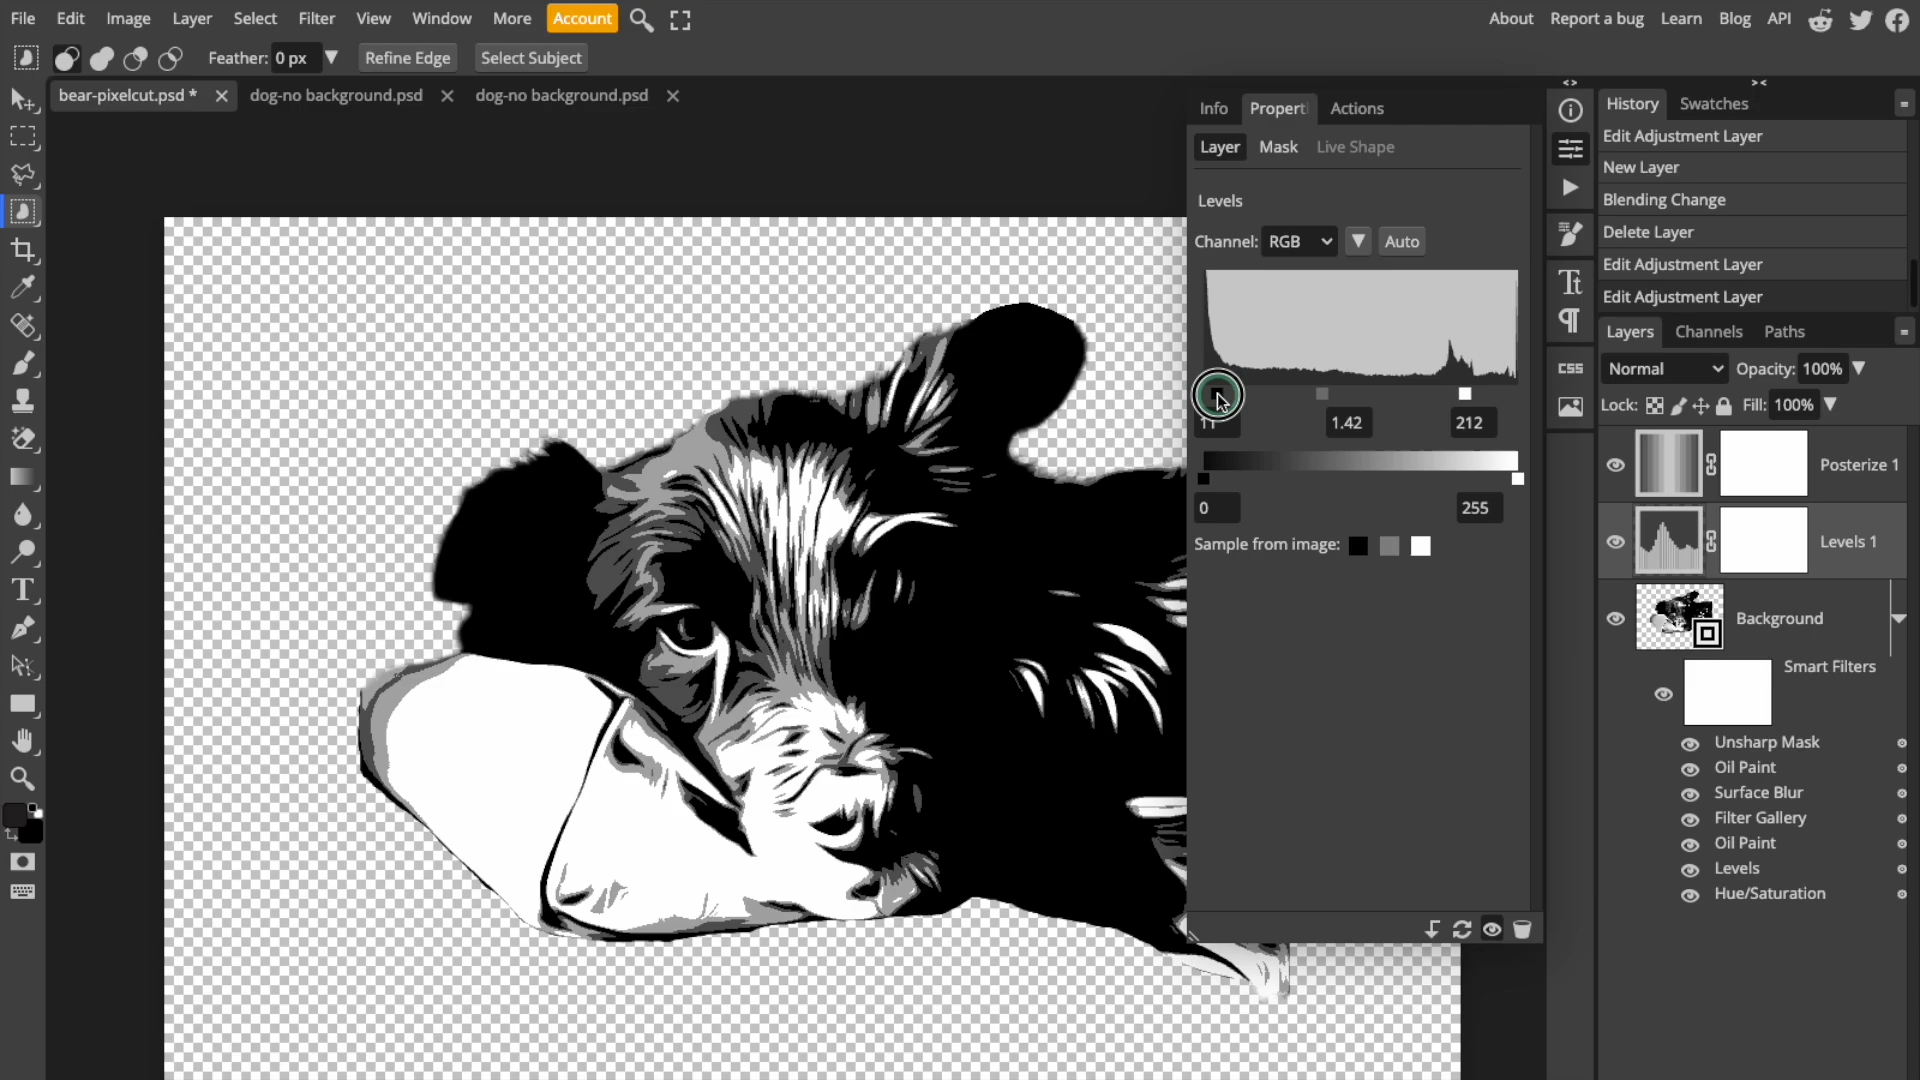 File Edit Image Layer Select Filter View Window More Account About Report a bug Learn Blog API
Feather: 0 px Refine Edge Select Subject
bear-pixelcut.psd * dog-no background.psd dog-no background.psd
Info Properti Actions
Layer Mask Live Shape
Levels
Channel: RGB Auto
11 1.42 212
0 255
Sample from image:
CSS
History Swatches
Edit Adjustment Layer
New Layer
Blending Change
Delete Layer
Edit Adjustment Layer
Edit Adjustment Layer
Layers Channels Paths
Normal Opacity: 100%
Lock: Fill: 100%
Posterize 1
Levels 1
Background
Smart Filters
Unsharp Mask
Oil Paint
Surface Blur
Filter Gallery
Oil Paint
Levels
Hue/Saturation